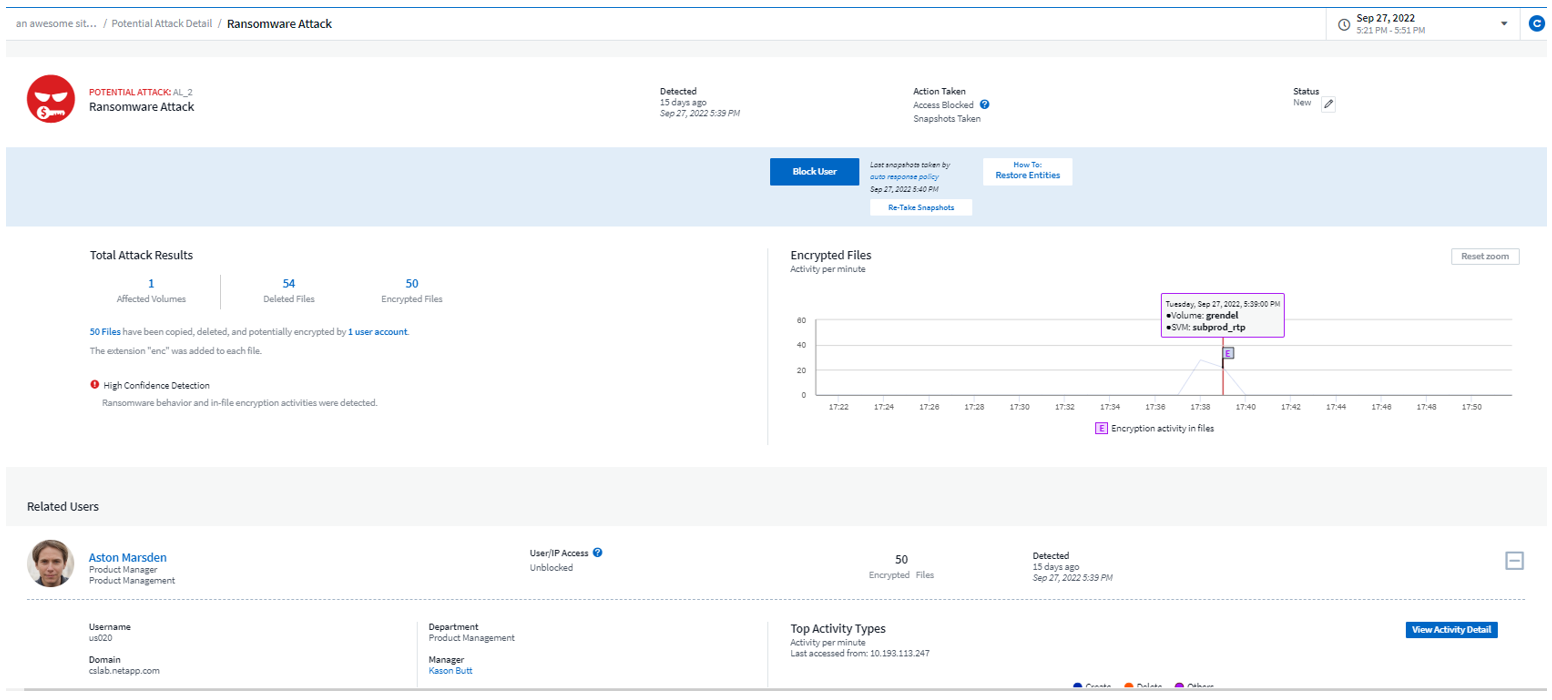 an awesome sit... / Potential Attack Detail / Ransomware Attack
Sep 27, 2022
5:21 PM - 5:51 PM
POTENTIAL ATTACK: AL_2
Ransomware Attack
Detected
15 days ago
Sep 27, 2022 5:39 PM
Action Taken
Access Blocked ?
Snapshots Taken
Status
New
Block User
Last snapshots taken by
auto response policy
Sep 27, 2022 5:40 PM
Re-Take Snapshots
How To:
Restore Entities
Total Attack Results
1
Affected Volumes
54
Deleted Files
50
Encrypted Files
50 Files have been copied, deleted, and potentially encrypted by 1 user account.
The extension "enc" was added to each file.
High Confidence Detection
Ransomware behavior and in-file encryption activities were detected.
Encrypted Files
Activity per minute
Reset zoom
Tuesday, Sep 27, 2022, 5:39:00 PM
●Volume: grendel
●SVM: subprod_rtp
E
60
40
20
0
17:22 17:24 17:26 17:28 17:30 17:32 17:34 17:36 17:38 17:40 17:42 17:44 17:46 17:48 17:50
E Encryption activity in files
Related Users
Aston Marsden
Product Manager
Product Management
User/IP Access ?
Unblocked
50
Encrypted Files
Detected
15 days ago
Sep 27, 2022 5:39 PM
Username
us020
Domain
cslab.netapp.com
Department
Product Management
Manager
Kason Butt
Top Activity Types
Activity per minute
Last accessed from: 10.193.113.247
View Activity Detail
Create Delete Others